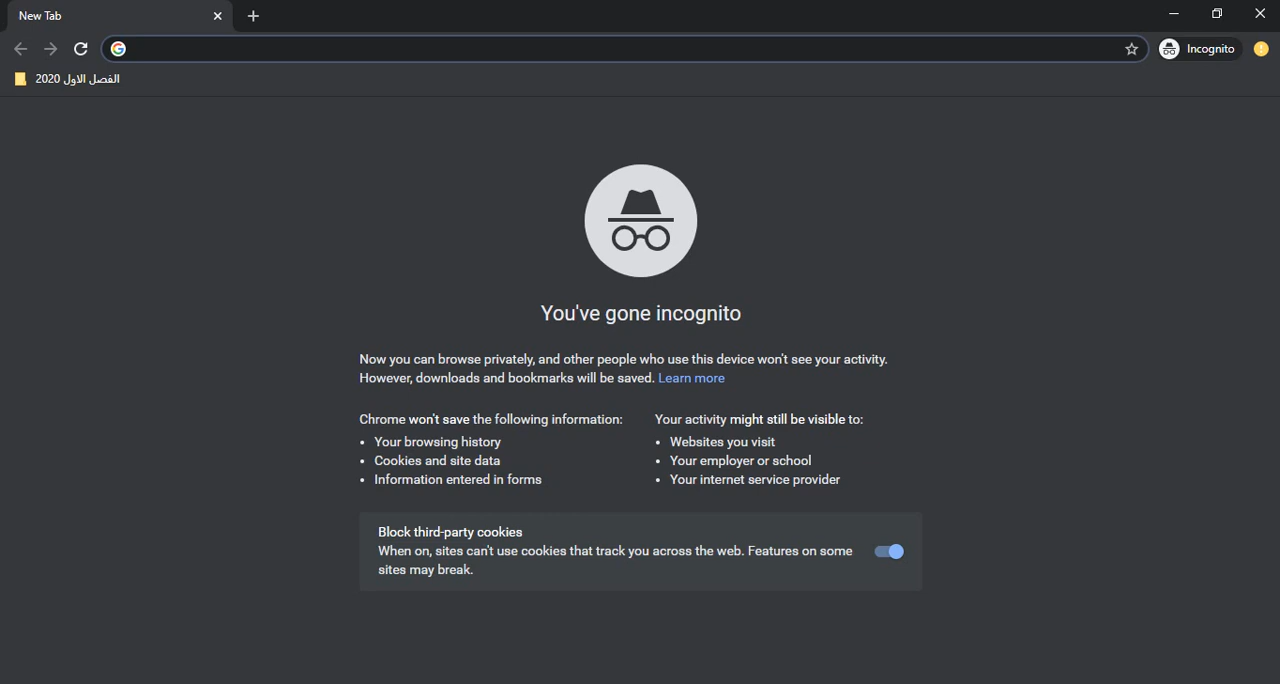 New Tab
Incognito
الفصل الاول 2020
You've gone incognito
Now you can browse privately, and other people who use this device won't see your activity.
However, downloads and bookmarks will be saved. Learn more
Chrome won't save the following information:
• Your browsing history
• Cookies and site data
• Information entered in forms
Your activity might still be visible to:
• Websites you visit
• Your employer or school
• Your internet service provider
Block third-party cookies
When on, sites can't use cookies that track you across the web. Features on some
sites may break.